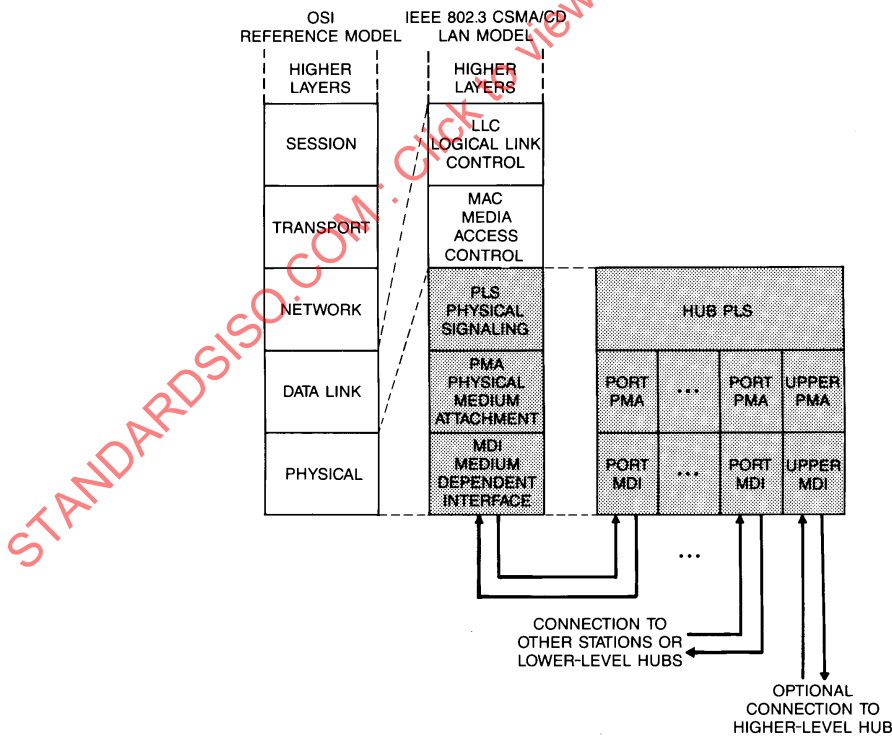 OSI
REFERENCE MODEL
IEEE 802.3 CSMA/CD
LAN MODEL
HIGHER
LAYERS
SESSION
TRANSPORT
NETWORK
DATA LINK
PHYSICAL
HIGHER
LAYERS
LLC
LOGICAL LINK
CONTROL
MAC
MEDIA
ACCESS
CONTROL
PLS
PHYSICAL
SIGNALING
PMA
PHYSICAL
MEDIUM
ATTACHMENT
MDI
MEDIUM
DEPENDENT
INTERFACE
HUB PLS
PORT
PMA
...
PORT
PMA
UPPER
PMA
PORT
MDI
...
PORT
MDI
UPPER
MDI
...
CONNECTION TO
OTHER STATIONS OR
LOWER-LEVEL HUBS
OPTIONAL
CONNECTION TO
HIGHER-LEVEL HUB
STANDARDSISO.COM : Click to view